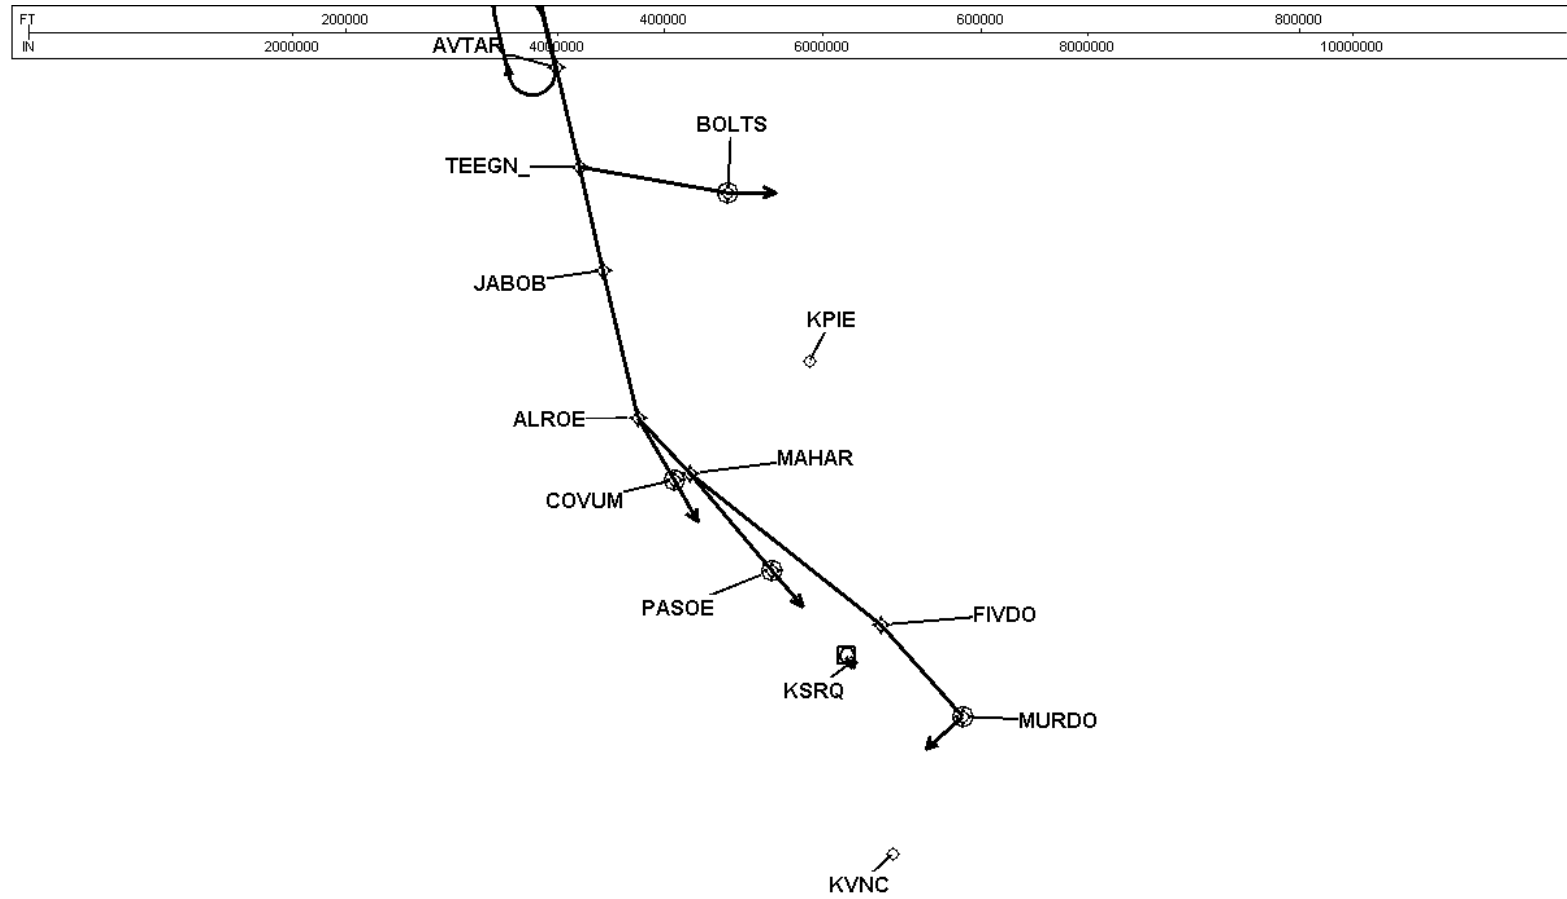 FT 200000 400000 600000 800000
IN 2000000 4000000 6000000 8000000 10000000
AVTAR
BOLTS
TEEGN_
JABOB
KPIE
ALROE
MAHAR
COVUM
PASOE
FIVDO
KSRQ
MURDO
KVNC